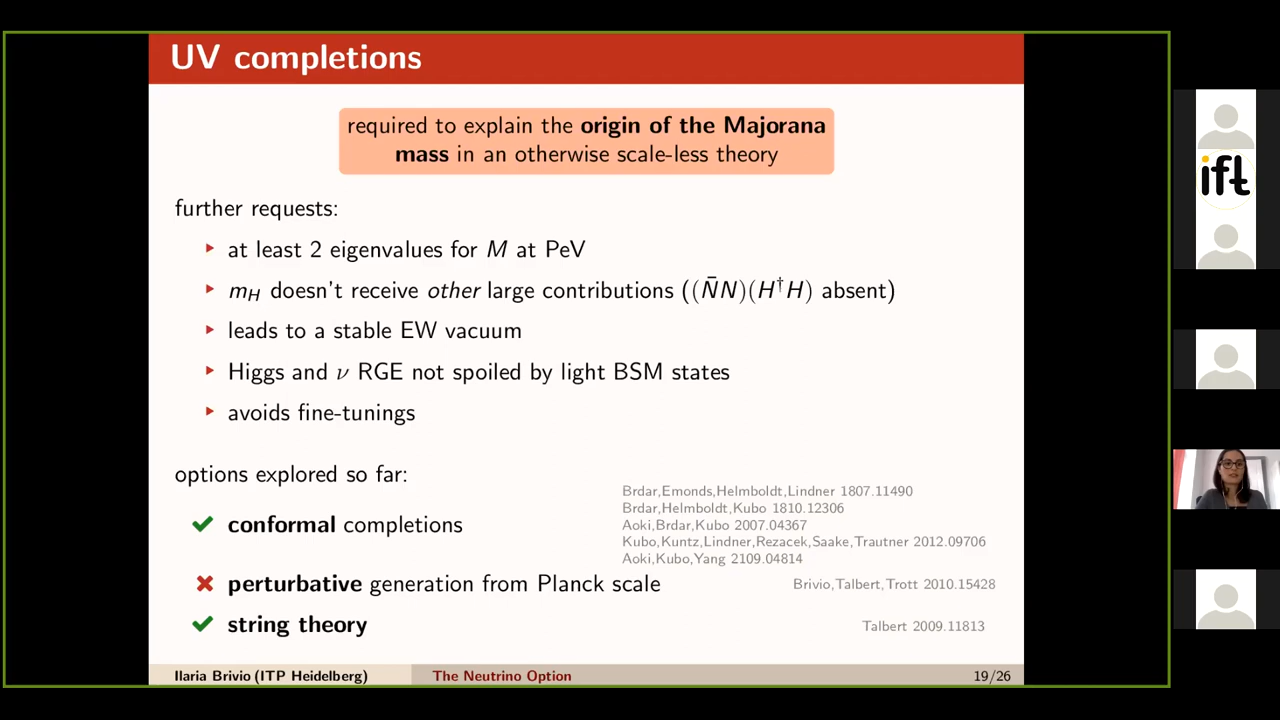 UV completions
required to explain the origin of the Majorana
mass in an otherwise scale-less theory
further requests:
▸ at least 2 eigenvalues for M at PeV
▸ m_H doesn't receive other large contributions ((N̄N)(H†H) absent)
▸ leads to a stable EW vacuum
▸ Higgs and ν RGE not spoiled by light BSM states
▸ avoids fine-tunings
options explored so far:
✔ conformal completions
Brdar,Emonds,Helmboldt,Lindner 1807.11490
Brdar,Helmboldt,Kubo 1810.12306
Aoki,Brdar,Kubo 2007.04367
Kubo,Kuntz,Lindner,Rezacek,Saake,Trautner 2012.09706
Aoki,Kubo,Yang 2109.04814
✖ perturbative generation from Planck scale Brivio,Talbert,Trott 2010.15428
✔ string theory Talbert 2009.11813
Ilaria Brivio (ITP Heidelberg) The Neutrino Option 19/26
ift